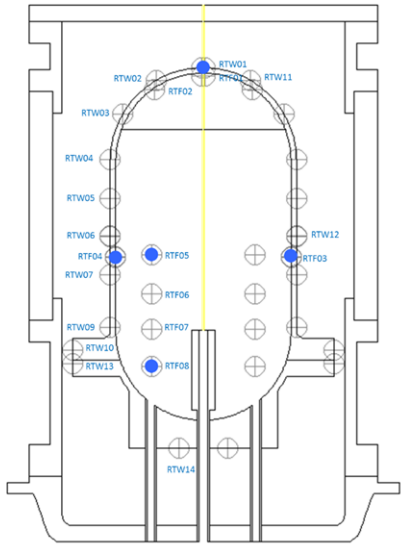 RTW01
RTW02
RTF01
RTW11
RTF02
RTW03
RTW04
RTW05
RTW06
RTW12
RTF04
RTF05
RTF03
RTW07
RTF06
RTW09
RTF07
RTW10
RTW13
RTF08
RTW14